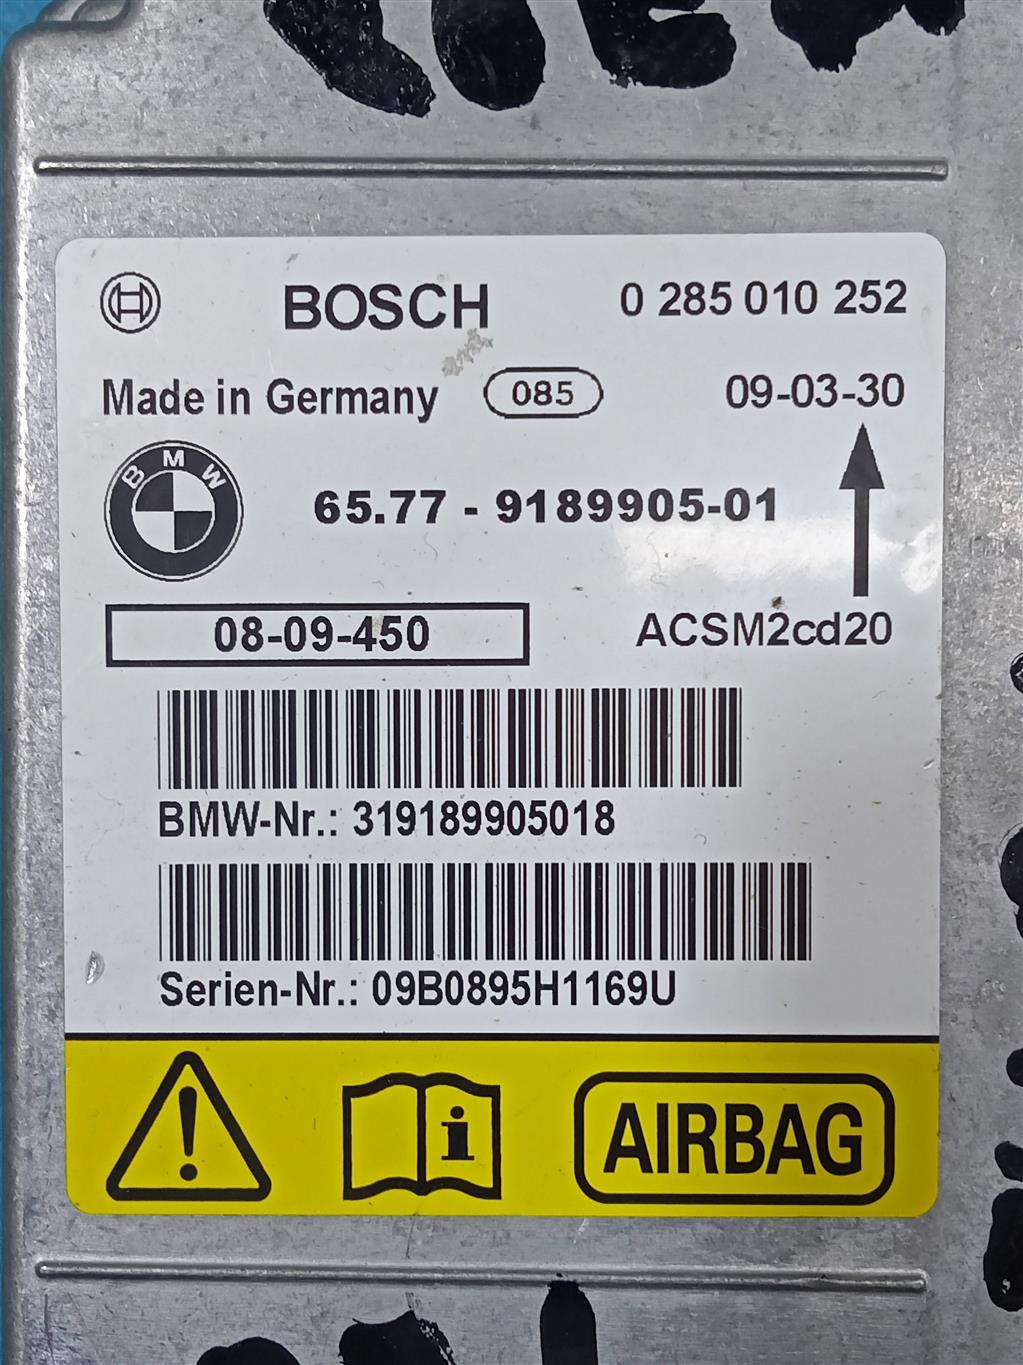 BOSCH 0 285 010 252
Made in Germany 085 09-03-30
BMW
65.77 - 9189905-01
08-09-450 ACSM2cd20
BMW-Nr.: 319189905018
Serien-Nr.: 09B0895H1169U
! i AIRBAG